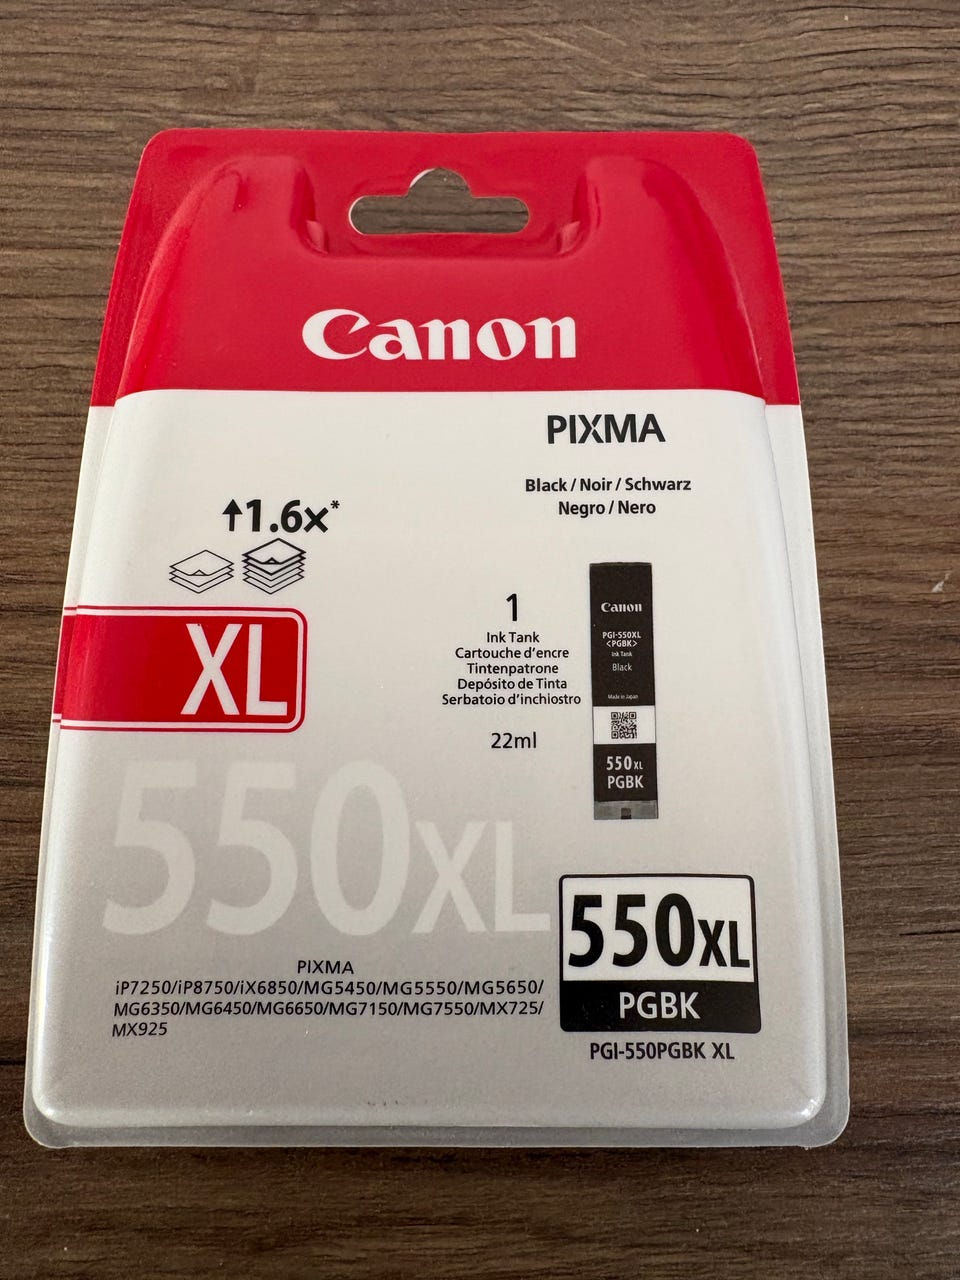 Canon
PIXMA
Black / Noir / Schwarz
Negro / Nero
↑1.6x*
XL
1
Ink Tank
Cartouche d'encre
Tintenpatrone
Depósito de Tinta
Serbatoio d'inchiostro
22ml
Canon
PGI-550XL
<PGBK>
Ink Tank
Black
Made in Japan
550XL
PGBK
550XL
550XL
PGBK
PGI-550PGBK XL
PIXMA
iP7250/iP8750/iX6850/MG5450/MG5550/MG5650/
MG6350/MG6450/MG6650/MG7150/MG7550/MX725/
MX925